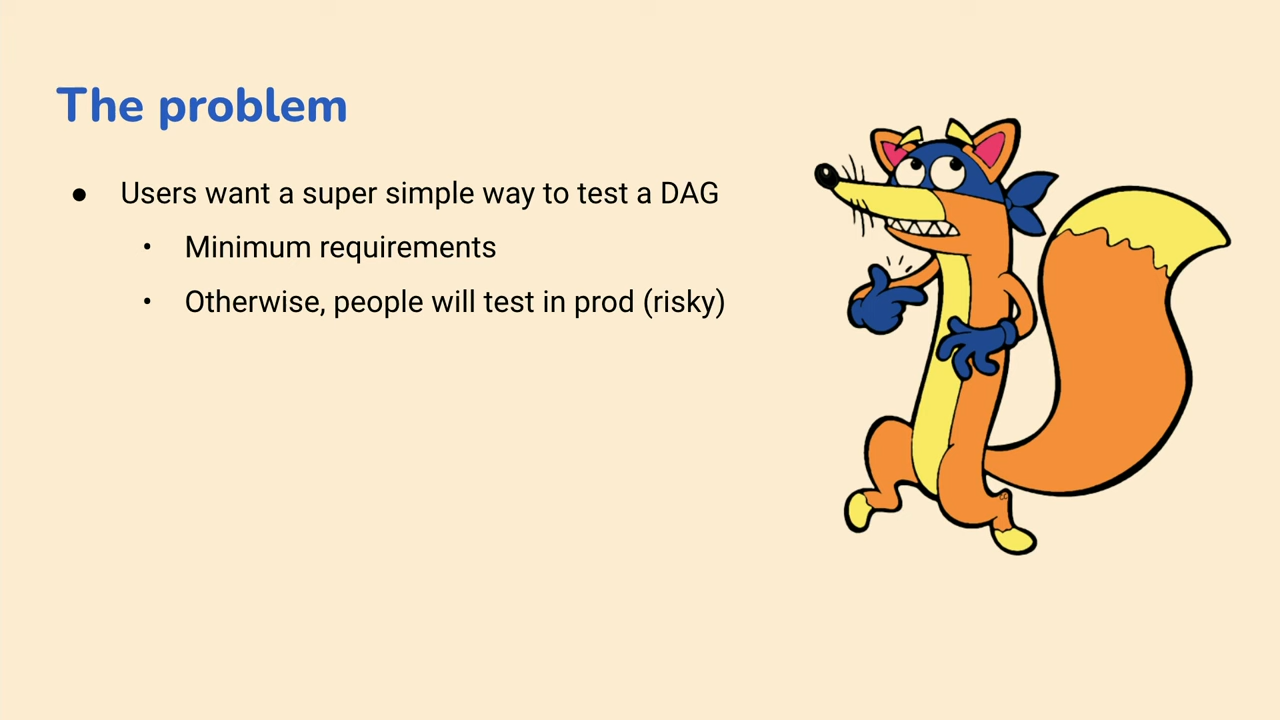 The problem
● Users want a super simple way to test a DAG
• Minimum requirements
• Otherwise, people will test in prod (risky)